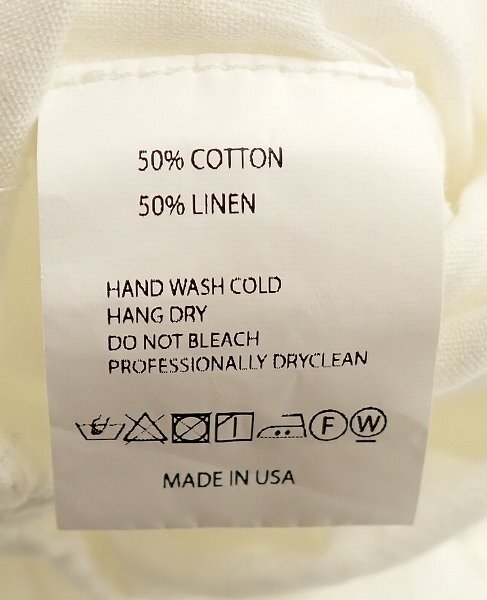 50% COTTON
50% LINEN
HAND WASH COLD
HANG DRY
DO NOT BLEACH
PROFESSIONALLY DRYCLEAN
F W
MADE IN USA